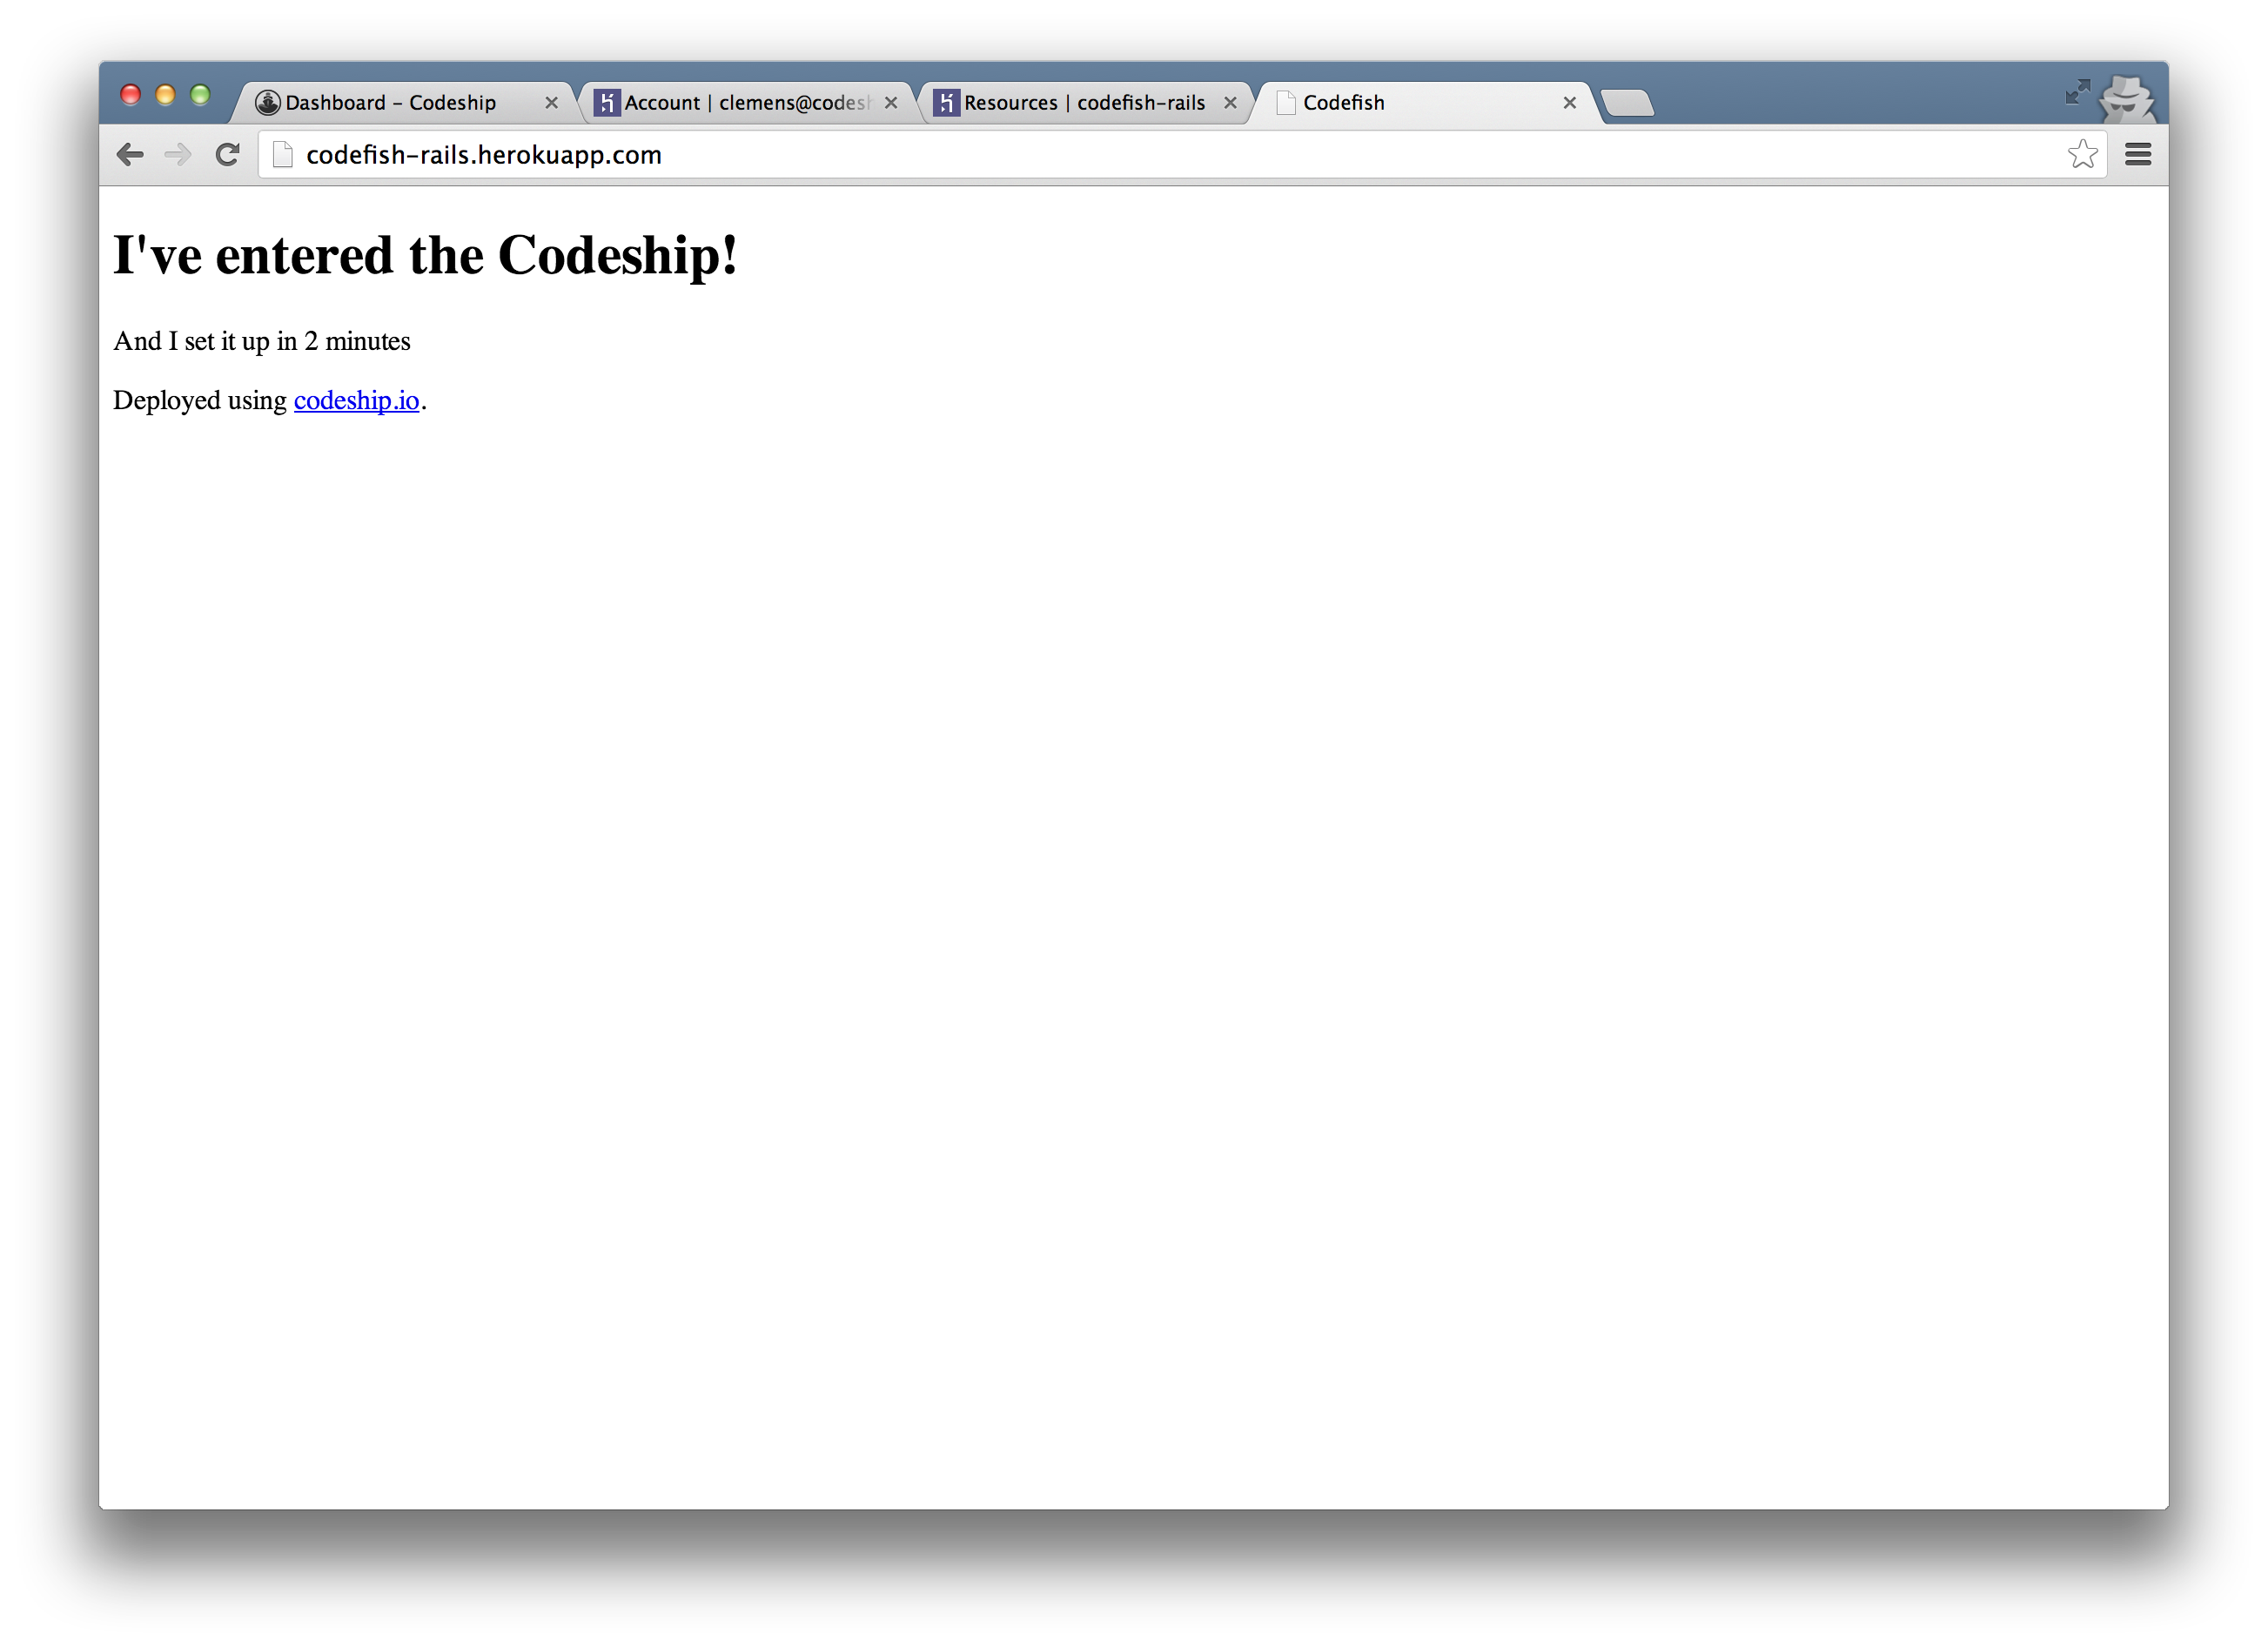 Dashboard – Codeship
Account | clemens@codesh
Resources | codefish-rails
Codefish
codefish-rails.herokuapp.com
I've entered the Codeship!
And I set it up in 2 minutes
Deployed using codeship.io.